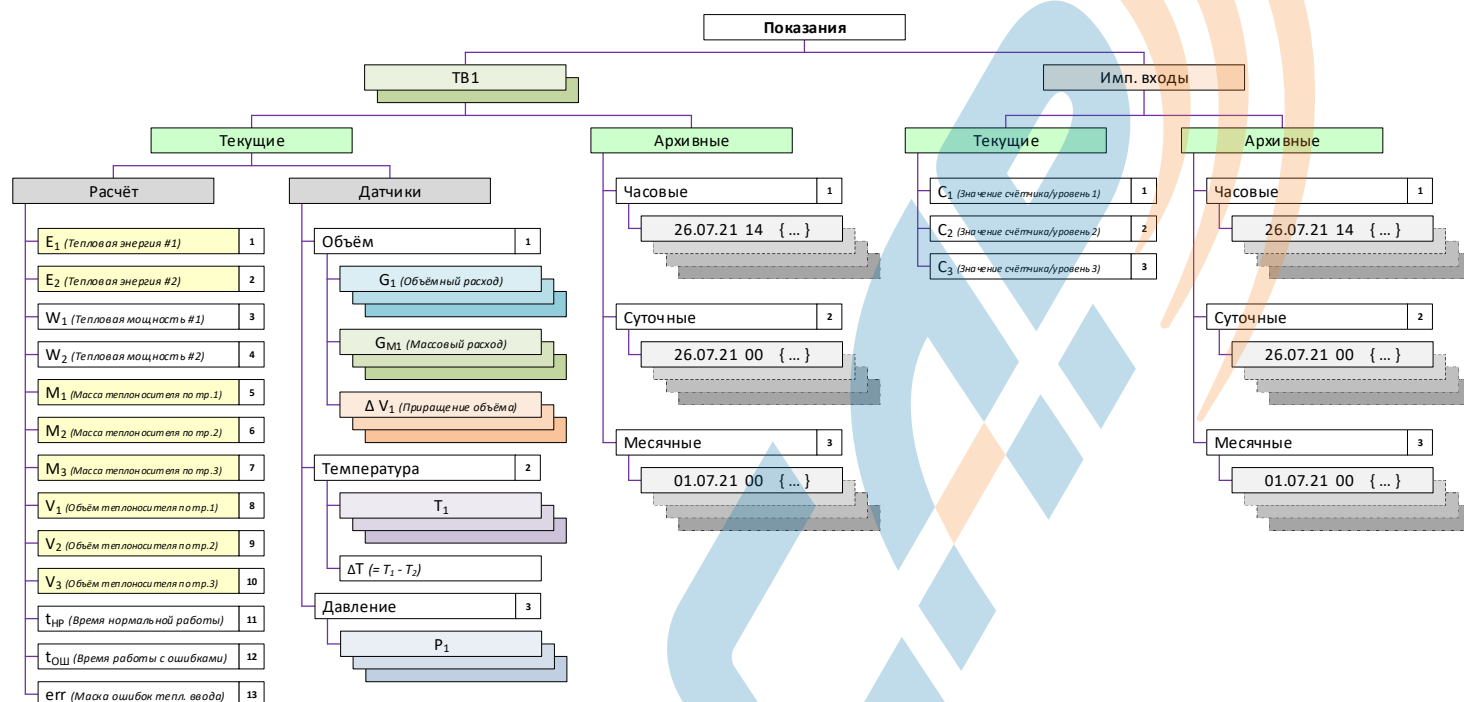 Показания
ТВ1
Имп. входы
Текущие
Архивные
Текущие
Архивные
Расчёт
Датчики
E₁ (Тепловая энергия #1) 1
E₂ (Тепловая энергия #2) 2
W₁ (Тепловая мощность #1) 3
W₂ (Тепловая мощность #2) 4
M₁ (Масса теплоносителя по тр.1) 5
M₂ (Масса теплоносителя по тр.2) 6
M₃ (Масса теплоносителя по тр.3) 7
V₁ (Объём теплоносителя по тр.1) 8
V₂ (Объём теплоносителя по тр.2) 9
V₃ (Объём теплоносителя по тр.3) 10
tНР (Время нормальной работы) 11
tОШ (Время работы с ошибками) 12
err (Маска ошибок тепл. ввода) 13
Объём 1
G₁ (Объёмный расход)
GМ1 (Массовый расход)
Δ V₁ (Приращение объёма)
Температура 2
T₁
ΔT (= T₁ - T₂)
Давление 3
P₁
Часовые 1
26.07.21 14 { ... }
Суточные 2
26.07.21 00 { ... }
Месячные 3
01.07.21 00 { ... }
C₁ (Значение счётчика/уровень 1) 1
C₂ (Значение счётчика/уровень 2) 2
C₃ (Значение счётчика/уровень 3) 3
Часовые 1
26.07.21 14 { ... }
Суточные 2
26.07.21 00 { ... }
Месячные 3
01.07.21 00 { ... }